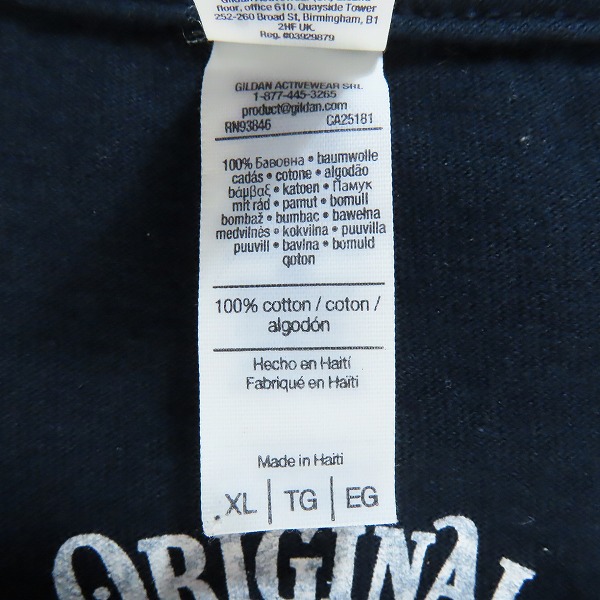 floor, office 610. Quayside Tower
252-260 Broad St, Birmingham, B1
2HF UK.
Reg. #03929879
GILDAN ACTIVEWEAR SRL
1-877-445-3265
product@gildan.com
RN93846 CA25181
100% Бавовна • baumwolle
cadás • cotone • algodão
βάμβαξ • katoen • Памук
mit rád • pamut • bomull
bombaž • bumbac • bawełna
medvilnės • kokvilna • puuvilla
puuvill • bavlna • bomuld
qoton
100% cotton / coton /
algodón
Hecho en Haití
Fabriqué en Haïti
Made in Haiti
XL | TG | EG
ORIGINAL